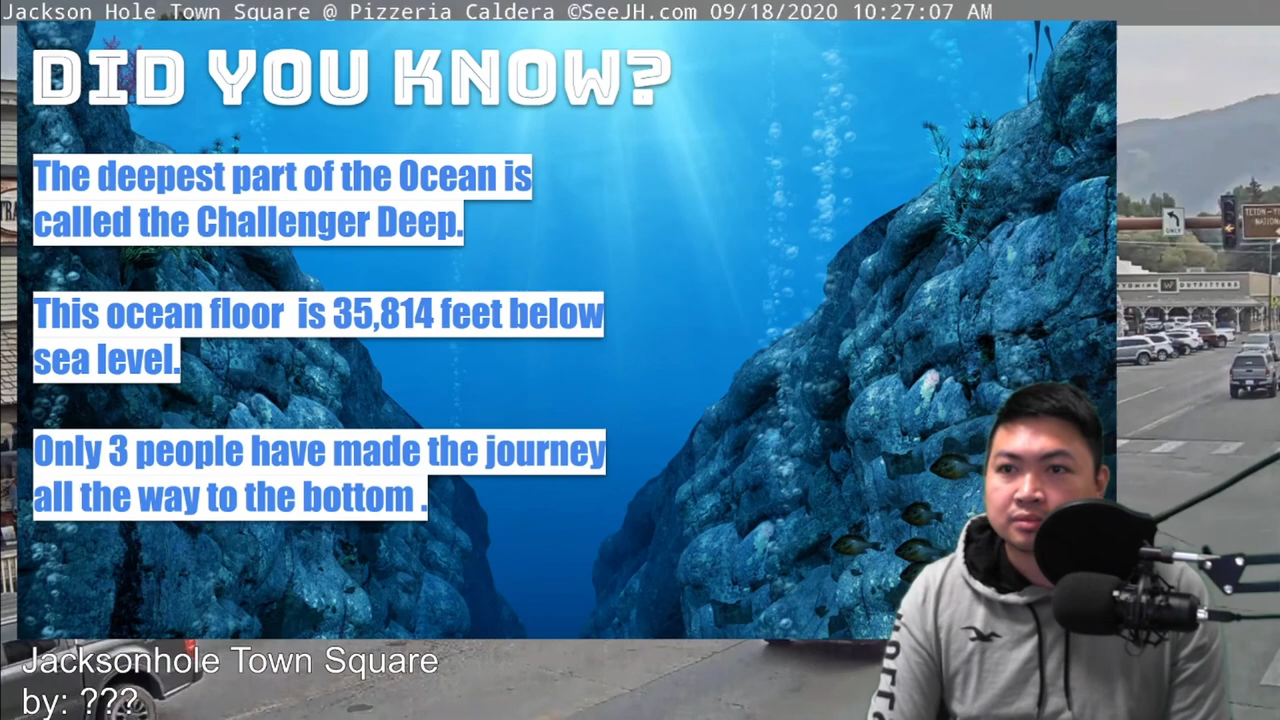 Jackson Hole Town Square @ Pizzeria Caldera ©SeeJH.com 09/18/2020 10:27:07 AM
DID YOU KNOW?
The deepest part of the Ocean is
called the Challenger Deep.
This ocean floor  is 35,814 feet below
sea level.
Only 3 people have made the journey
all the way to the bottom .
ONLY
OUTFITTERS
Jacksonhole Town Square
by: ???